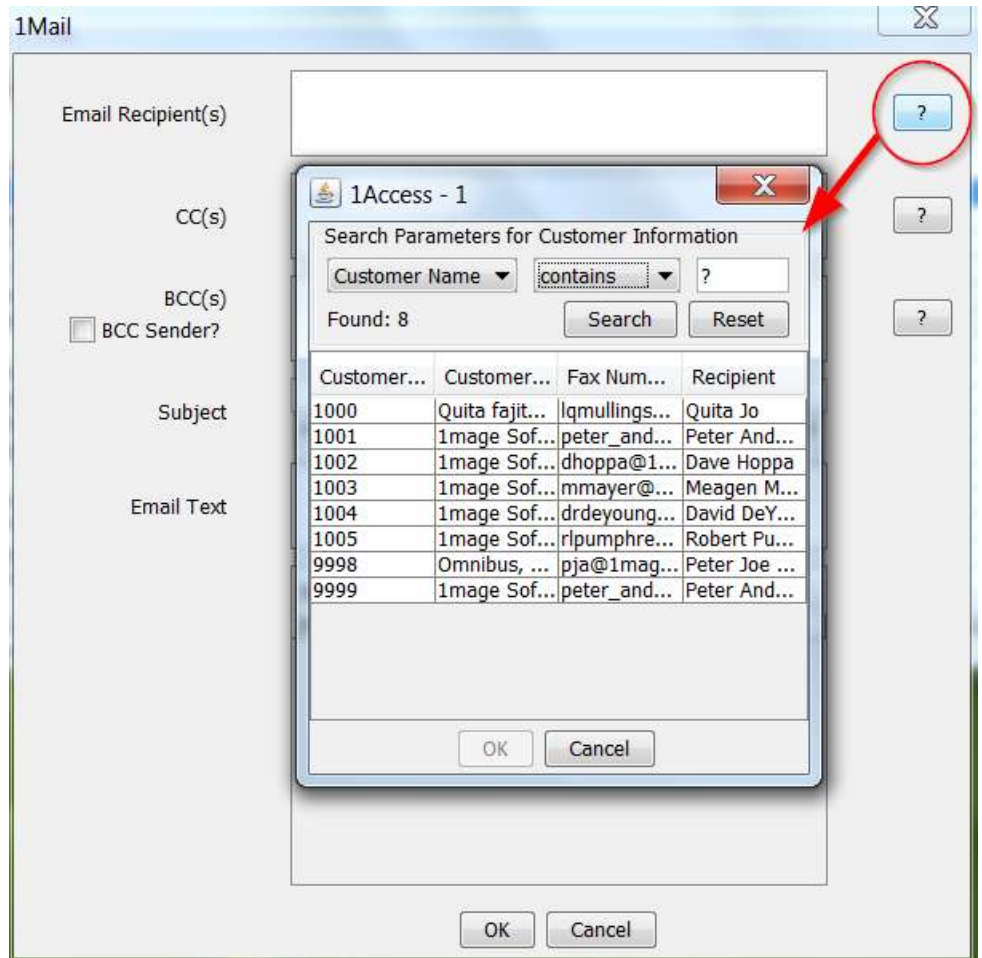 1Mail
Email Recipient(s)
?
1Access - 1
CC(s)
?
Search Parameters for Customer Information
Customer Name contains ?
BCC(s)
BCC Sender?
?
Found: 8 Search Reset
Customer... Customer... Fax Num... Recipient
Subject
1000 Quita fajit... lqmullings... Quita Jo
1001 1mage Sof... peter_and... Peter And...
1002 1mage Sof... dhoppa@1... Dave Hoppa
1003 1mage Sof... mmayer@... Meagen M...
Email Text
1004 1mage Sof... drdeyoung... David DeY...
1005 1mage Sof... rlpumphre... Robert Pu...
9998 Omnibus, ... pja@1mag... Peter Joe ...
9999 1mage Sof... peter_and... Peter And...
OK Cancel
OK Cancel